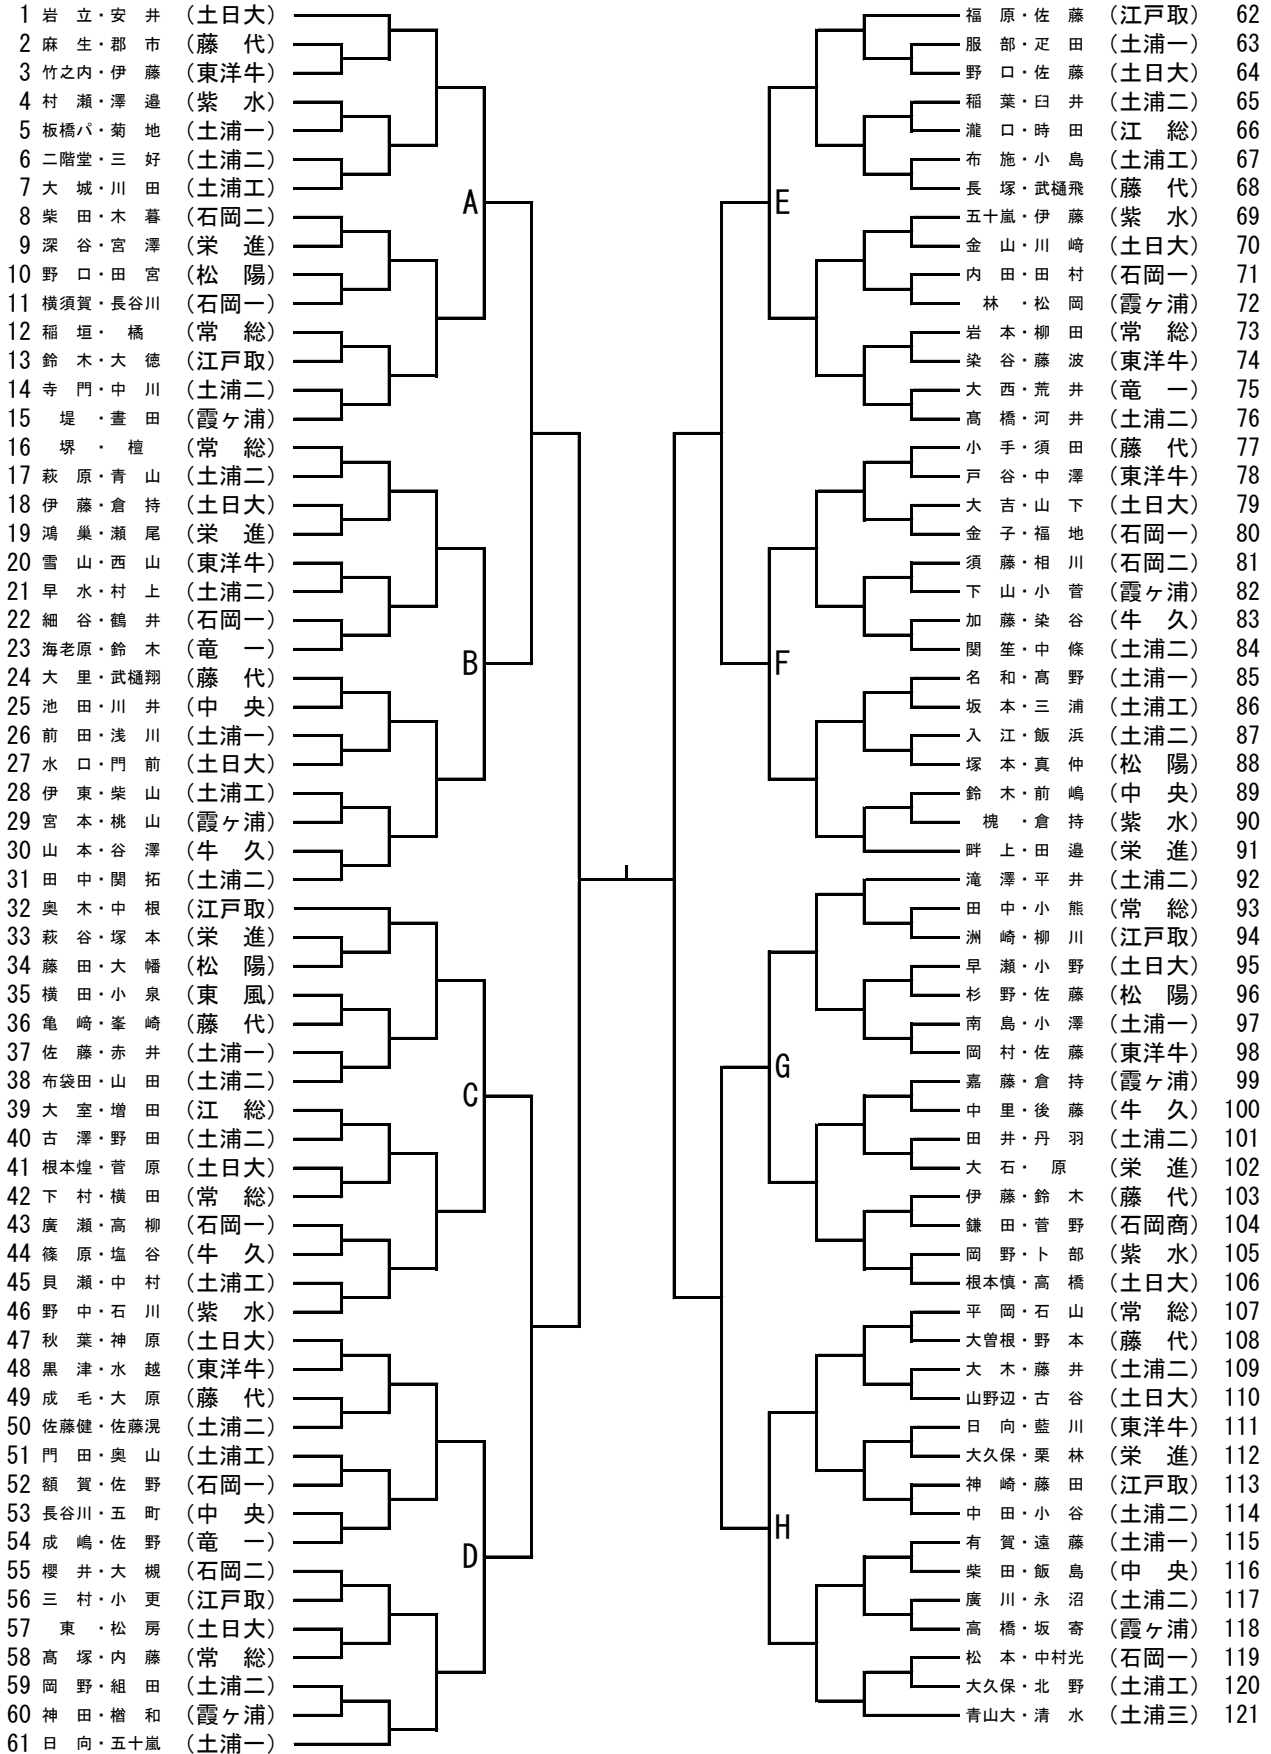 1 岩 立・安 井 (土日大)
2 麻 生・郡 市 (藤 代)
3 竹之内・伊 藤 (東洋牛)
4 村 瀬・澤 邉 (紫 水)
5 板橋パ・菊 地 (土浦一)
6 二階堂・三 好 (土浦二)
7 大 城・川 田 (土浦工)
8 柴 田・木 暮 (石岡二)
9 深 谷・宮 澤 (栄 進)
10 野 口・田 宮 (松 陽)
11 横須賀・長谷川 (石岡一)
12 稲 垣・ 橘 (常 総)
13 鈴 木・大 徳 (江戸取)
14 寺 門・中 川 (土浦二)
15 堤 ・晝 田 (霞ヶ浦)
16 堺 ・ 檀 (常 総)
17 萩 原・青 山 (土浦二)
18 伊 藤・倉 持 (土日大)
19 鴻 巣・瀬 尾 (栄 進)
20 雪 山・西 山 (東洋牛)
21 早 水・村 上 (土浦二)
22 細 谷・鶴 井 (石岡一)
23 海老原・鈴 木 (竜 一)
24 大 里・武樋翔 (藤 代)
25 池 田・川 井 (中 央)
26 前 田・浅 川 (土浦一)
27 水 口・門 前 (土日大)
28 伊 東・柴 山 (土浦工)
29 宮 本・桃 山 (霞ヶ浦)
30 山 本・谷 澤 (牛 久)
31 田 中・関 拓 (土浦二)
32 奥 木・中 根 (江戸取)
33 萩 谷・塚 本 (栄 進)
34 藤 田・大 幡 (松 陽)
35 横 田・小 泉 (東 風)
36 亀 﨑・峯 崎 (藤 代)
37 佐 藤・赤 井 (土浦一)
38 布袋田・山 田 (土浦二)
39 大 室・増 田 (江 総)
40 古 澤・野 田 (土浦二)
41 根本煌・菅 原 (土日大)
42 下 村・横 田 (常 総)
43 廣 瀬・高 柳 (石岡一)
44 篠 原・塩 谷 (牛 久)
45 貝 瀬・中 村 (土浦工)
46 野 中・石 川 (紫 水)
47 秋 葉・神 原 (土日大)
48 黒 津・水 越 (東洋牛)
49 成 毛・大 原 (藤 代)
50 佐藤健・佐藤滉 (土浦二)
51 門 田・奥 山 (土浦工)
52 額 賀・佐 野 (石岡一)
53 長谷川・五 町 (中 央)
54 成 嶋・佐 野 (竜 一)
55 櫻 井・大 槻 (石岡二)
56 三 村・小 更 (江戸取)
57 東 ・松 房 (土日大)
58 髙 塚・内 藤 (常 総)
59 岡 野・組 田 (土浦二)
60 神 田・楢 和 (霞ヶ浦)
61 日 向・五十嵐 (土浦一)
A
B
C
D
E
F
G
H
福 原・佐 藤 (江戸取) 62
服 部・疋 田 (土浦一) 63
野 口・佐 藤 (土日大) 64
稲 葉・臼 井 (土浦二) 65
瀧 口・時 田 (江 総) 66
布 施・小 島 (土浦工) 67
長 塚・武樋飛 (藤 代) 68
五十嵐・伊 藤 (紫 水) 69
金 山・川 﨑 (土日大) 70
内 田・田 村 (石岡一) 71
林 ・松 岡 (霞ヶ浦) 72
岩 本・柳 田 (常 総) 73
染 谷・藤 波 (東洋牛) 74
大 西・荒 井 (竜 一) 75
髙 橋・河 井 (土浦二) 76
小 手・須 田 (藤 代) 77
戸 谷・中 澤 (東洋牛) 78
大 吉・山 下 (土日大) 79
金 子・福 地 (石岡一) 80
須 藤・相 川 (石岡二) 81
下 山・小 菅 (霞ヶ浦) 82
加 藤・染 谷 (牛 久) 83
関 笙・中 條 (土浦二) 84
名 和・髙 野 (土浦一) 85
坂 本・三 浦 (土浦工) 86
入 江・飯 浜 (土浦二) 87
塚 本・真 仲 (松 陽) 88
鈴 木・前 嶋 (中 央) 89
槐 ・倉 持 (紫 水) 90
畔 上・田 邉 (栄 進) 91
滝 澤・平 井 (土浦二) 92
田 中・小 熊 (常 総) 93
洲 崎・柳 川 (江戸取) 94
早 瀬・小 野 (土日大) 95
杉 野・佐 藤 (松 陽) 96
南 島・小 澤 (土浦一) 97
岡 村・佐 藤 (東洋牛) 98
嘉 藤・倉 持 (霞ヶ浦) 99
中 里・後 藤 (牛 久) 100
田 井・丹 羽 (土浦二) 101
大 石・ 原 (栄 進) 102
伊 藤・鈴 木 (藤 代) 103
鎌 田・菅 野 (石岡商) 104
岡 野・卜 部 (紫 水) 105
根本慎・高 橋 (土日大) 106
平 岡・石 山 (常 総) 107
大曽根・野 本 (藤 代) 108
大 木・藤 井 (土浦二) 109
山野辺・古 谷 (土日大) 110
日 向・藍 川 (東洋牛) 111
大久保・栗 林 (栄 進) 112
神 崎・藤 田 (江戸取) 113
中 田・小 谷 (土浦二) 114
有 賀・遠 藤 (土浦一) 115
柴 田・飯 島 (中 央) 116
廣 川・永 沼 (土浦二) 117
高 橋・坂 寄 (霞ヶ浦) 118
松 本・中村光 (石岡一) 119
大久保・北 野 (土浦工) 120
青山大・清 水 (土浦三) 121